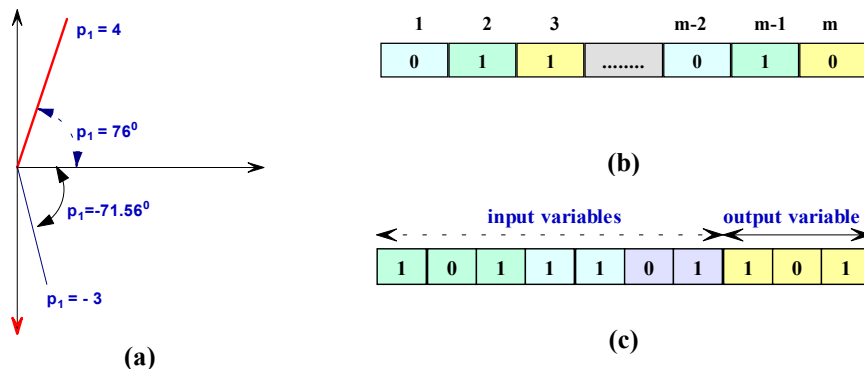 p1 = 4
p1 = 76⁰
p1=-71.56⁰
p1 = - 3
(a)
1 2 3 m-2 m-1 m
0 1 1 ........ 0 1 0
(b)
input variables output variable
1 0 1 1 1 0 1 1 0 1
(c)